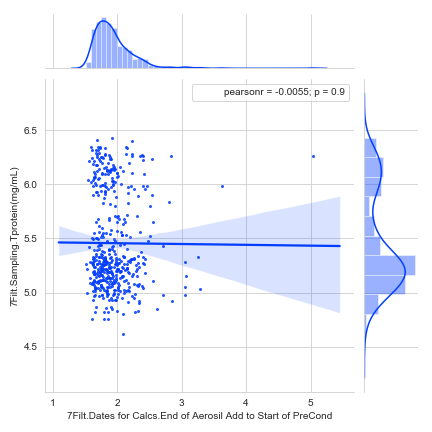 pearsonr = -0.0055; p = 0.9
7Filt.Sampling.Tprotein(mg/mL)
6.5
6.0
5.5
5.0
4.5
1 2 3 4 5
7Filt.Dates for Calcs.End of Aerosil Add to Start of PreCond